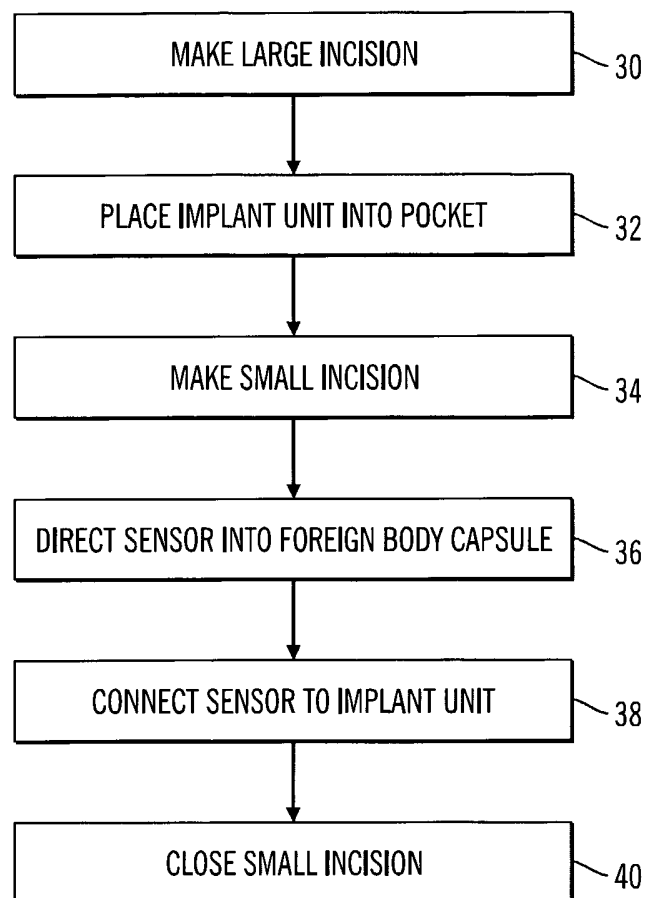 MAKE LARGE INCISION
30
PLACE IMPLANT UNIT INTO POCKET
32
MAKE SMALL INCISION
34
DIRECT SENSOR INTO FOREIGN BODY CAPSULE
36
CONNECT SENSOR TO IMPLANT UNIT
38
CLOSE SMALL INCISION
40